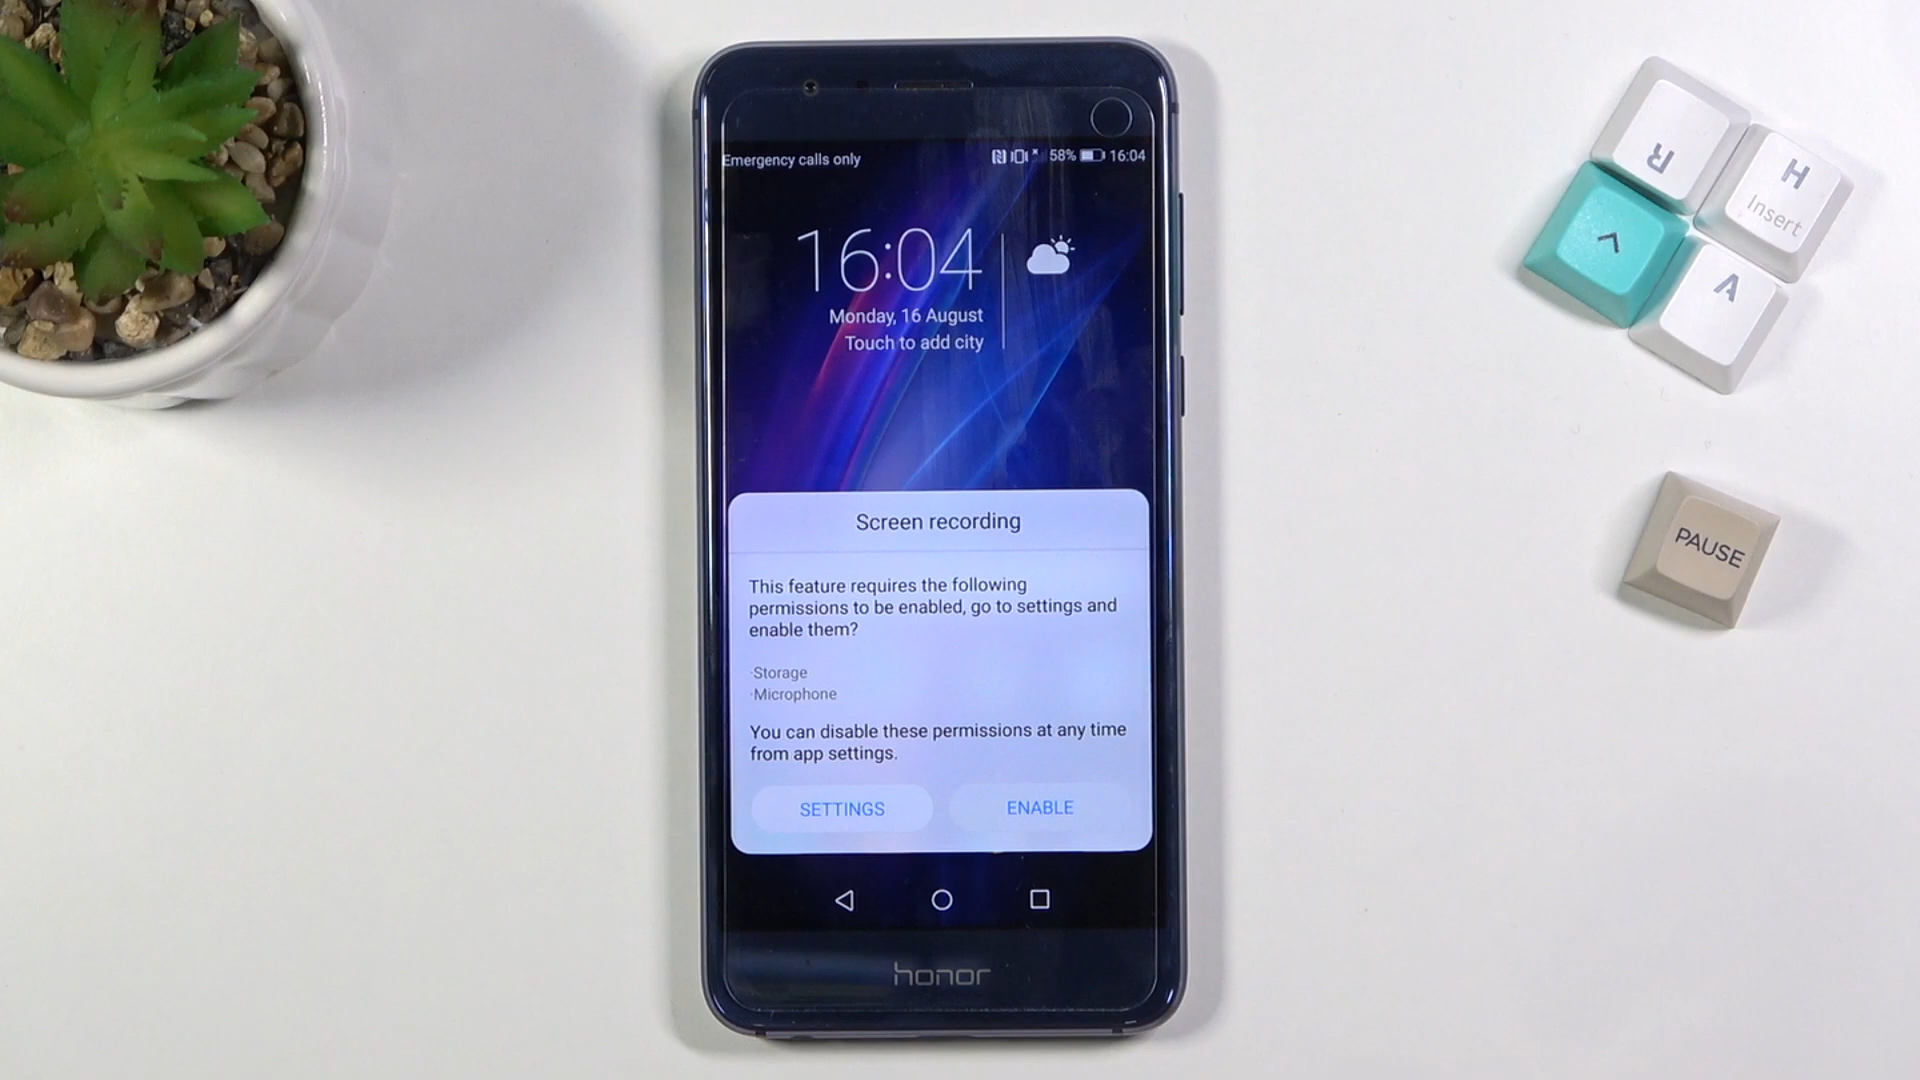 Emergency calls only
58%
16:04
16:04
Monday, 16 August
Touch to add city
Screen recording
This feature requires the following
permissions to be enabled, go to settings and
enable them?
·Storage
·Microphone
You can disable these permissions at any time
from app settings.
SETTINGS
ENABLE
honor
R
H
Insert
A
PAUSE